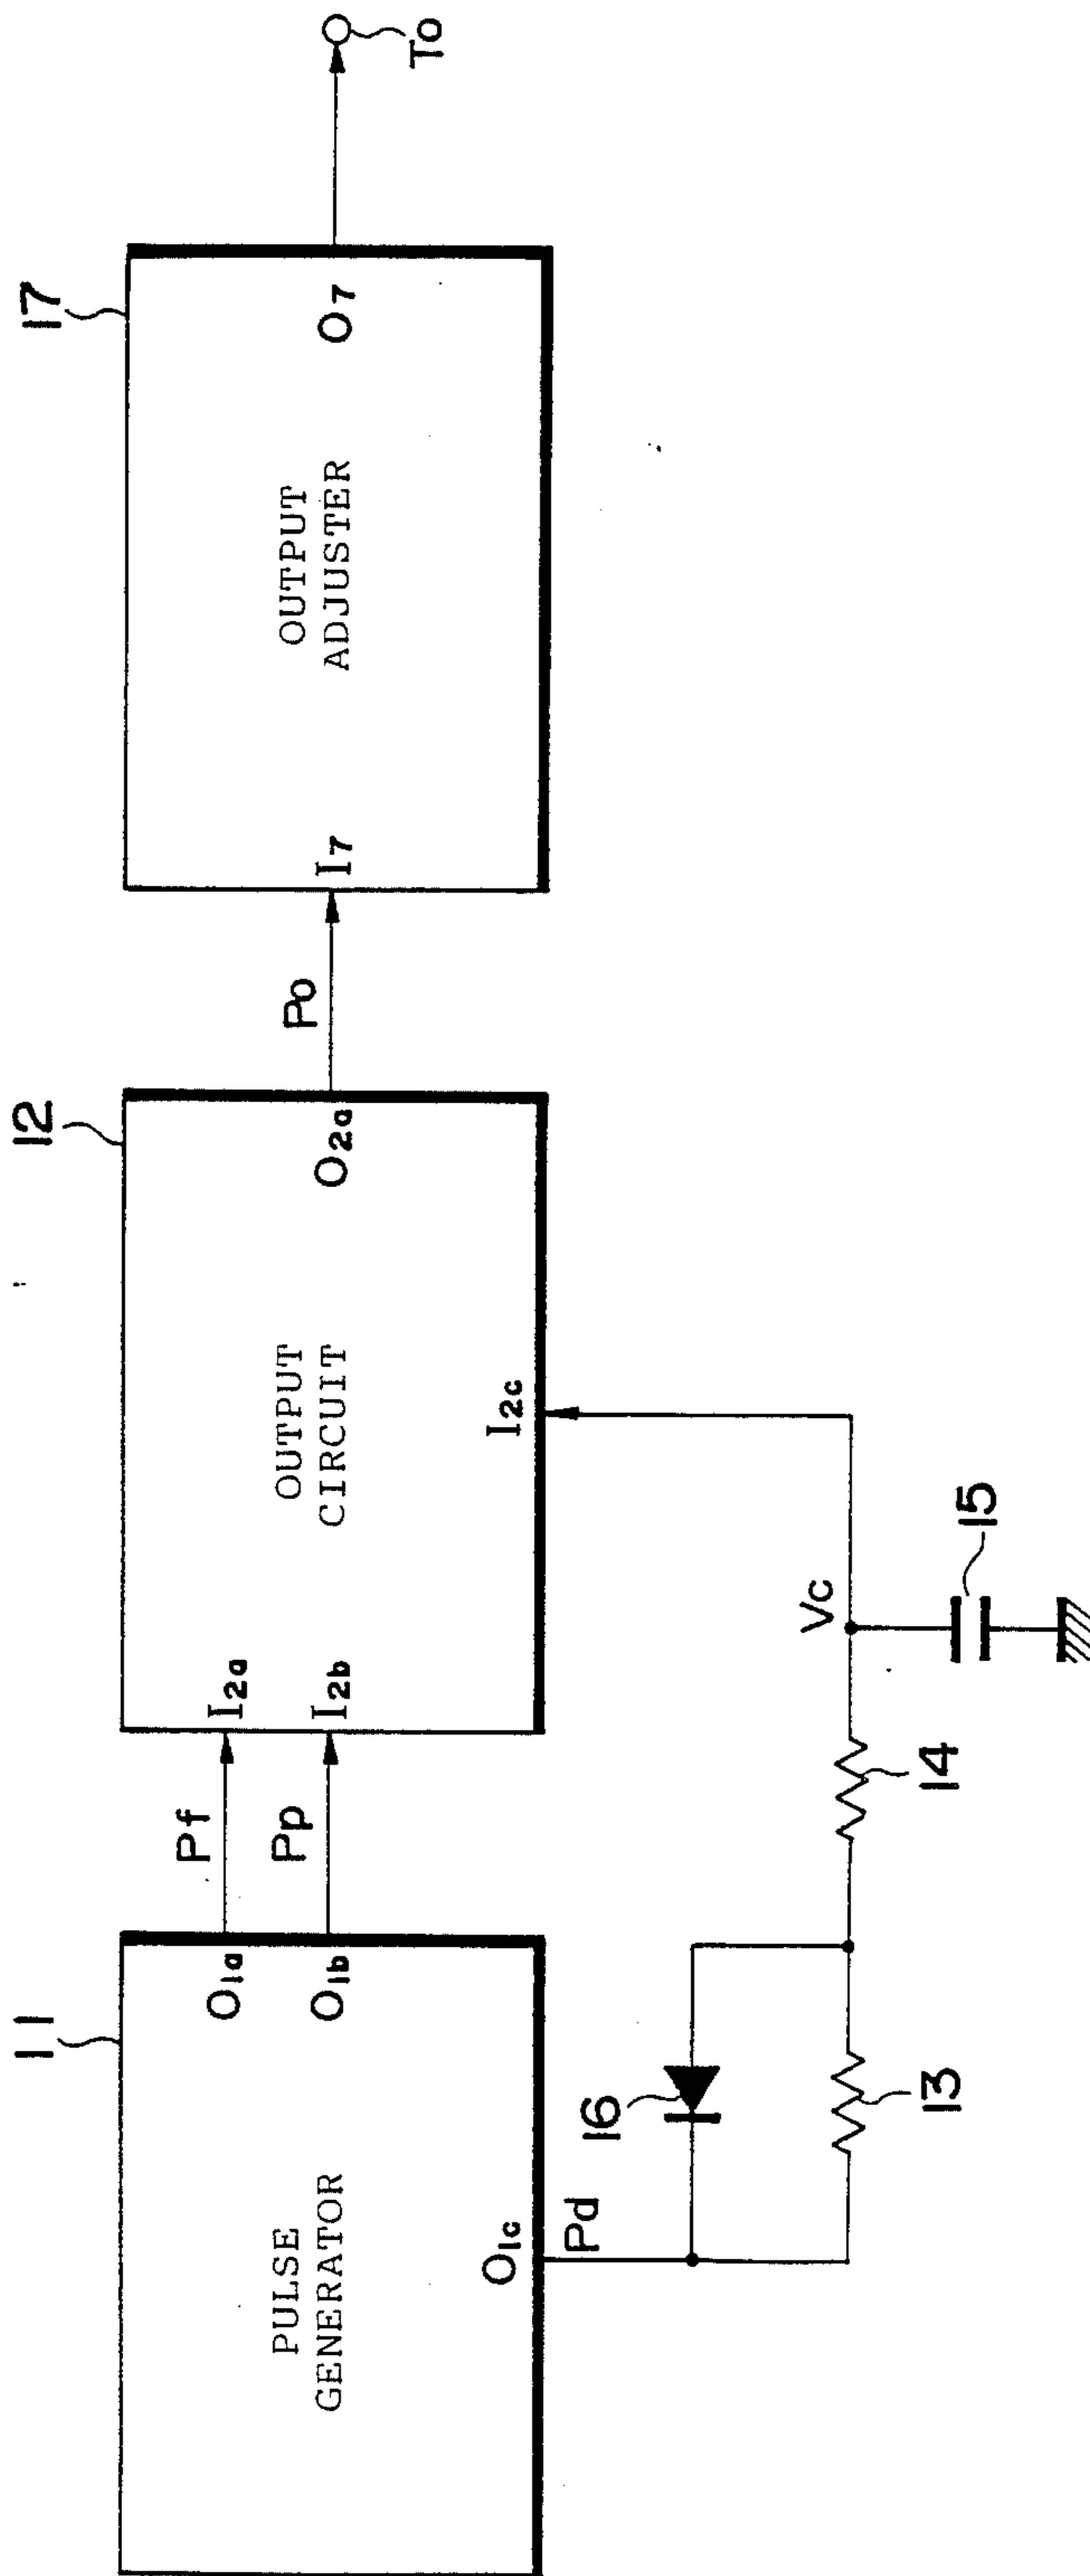 11
PULSE
GENERATOR
O1a
O1b
O1c
Pf
Pp
Pd
12
I2a
I2b
OUTPUT
CIRCUIT
I2c
O2a
Po
17
I7
OUTPUT
ADJUSTER
O7
To
16
13
14
Vc
15